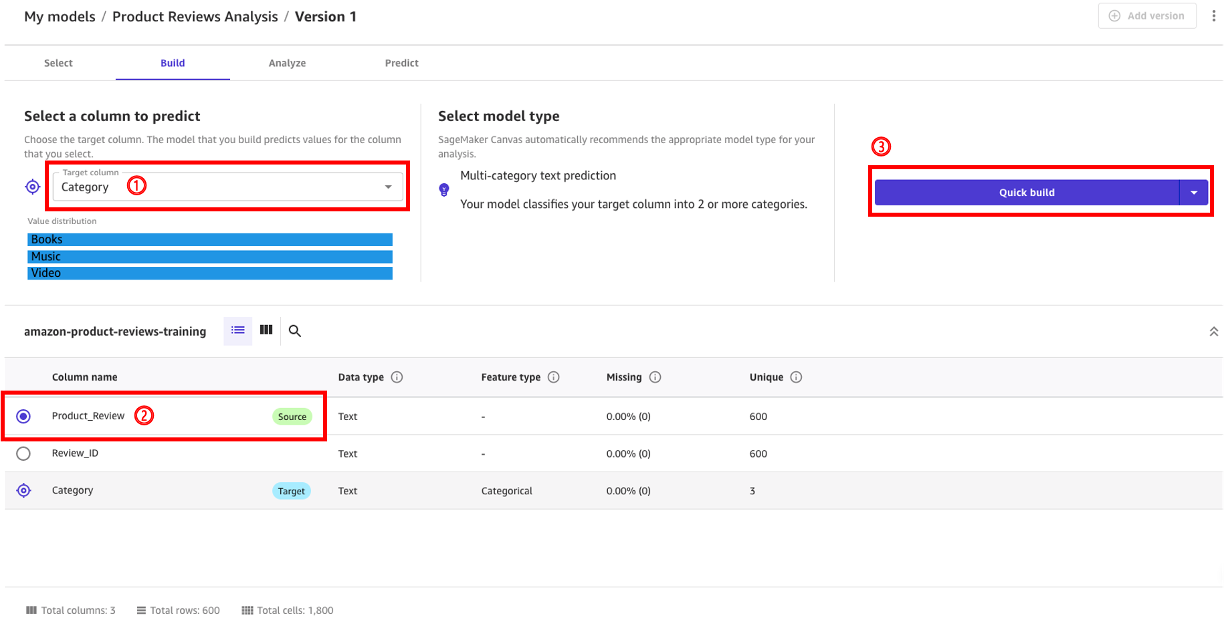 My models / Product Reviews Analysis / Version 1
Add version
Select
Build
Analyze
Predict
Select a column to predict
Choose the target column. The model that you build predicts values for the column
that you select.
Target column
Category
①
Value distribution
Books
Music
Video
Select model type
SageMaker Canvas automatically recommends the appropriate model type for your
analysis.
Multi-category text prediction
Your model classifies your target column into 2 or more categories.
③
Quick build
amazon-product-reviews-training
Column name Data type Feature type Missing Unique
Product_Review ② Source Text - 0.00% (0) 600
Review_ID Text - 0.00% (0) 600
Category Target Text Categorical 0.00% (0) 3
Total columns: 3 Total rows: 600 Total cells: 1,800